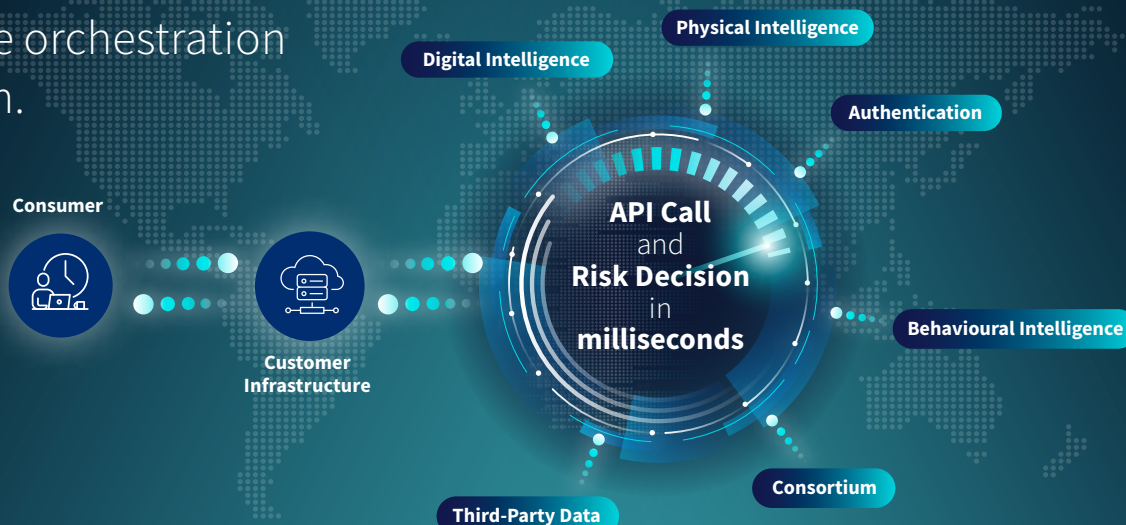 e orchestration
Physical Intelligence
Digital Intelligence
Authentication
Consumer
API Call
and
Risk Decision
in
milliseconds
Behavioural Intelligence
Customer
Infrastructure
Consortium
Third-Party Data